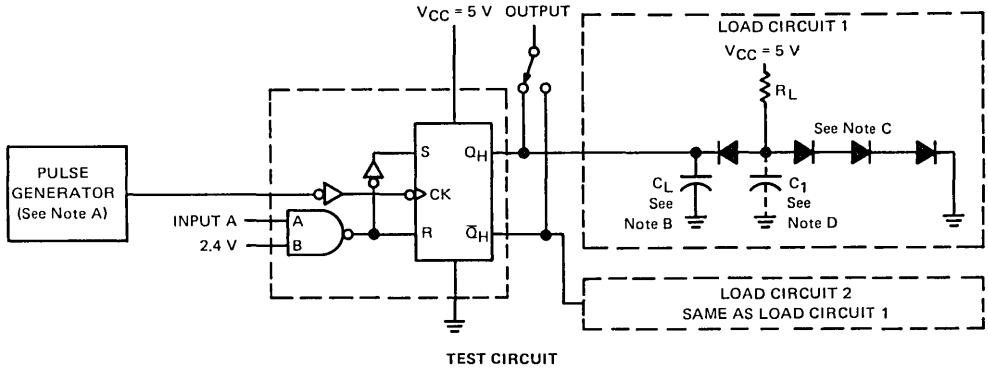 VCC = 5 V OUTPUT
LOAD CIRCUIT 1
VCC = 5 V
RL
See Note C
PULSE
GENERATOR
(See Note A)
S
QH
CK
CL
See
Note B
C1
See
Note D
INPUT A
A
2.4 V
B
R
Q̅H
LOAD CIRCUIT 2
SAME AS LOAD CIRCUIT 1
TEST CIRCUIT